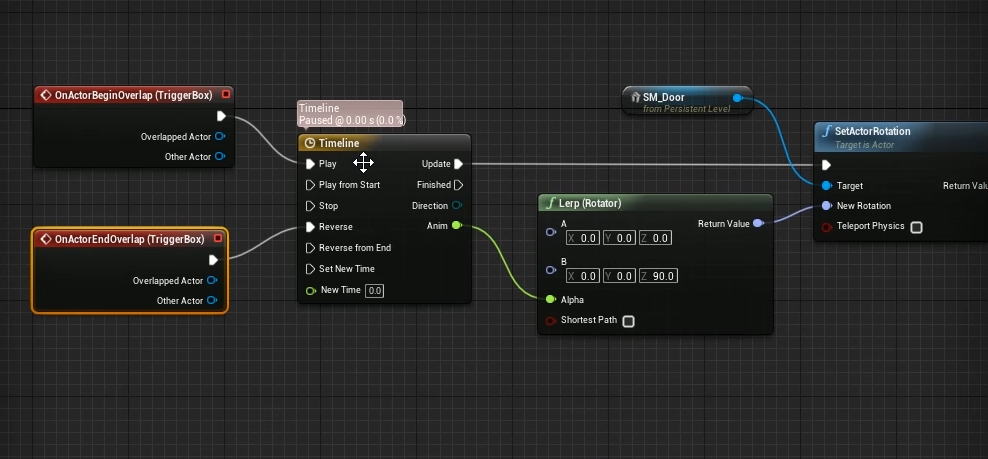 OnActorBeginOverlap (TriggerBox)
Overlapped Actor
Other Actor
OnActorEndOverlap (TriggerBox)
Overlapped Actor
Other Actor
Timeline
Paused @ 0.00 s (0.0 %)
Timeline
Play
Update
Play from Start
Finished
Stop
Direction
Reverse
Anim
Reverse from End
Set New Time
New Time 0.0
Lerp (Rotator)
A
Return Value
X 0.0 Y 0.0 Z 0.0
B
X 0.0 Y 0.0 Z 90.0
Alpha
Shortest Path
SM_Door
from Persistent Level
SetActorRotation
Target is Actor
Target
Return Valu
New Rotation
Teleport Physics